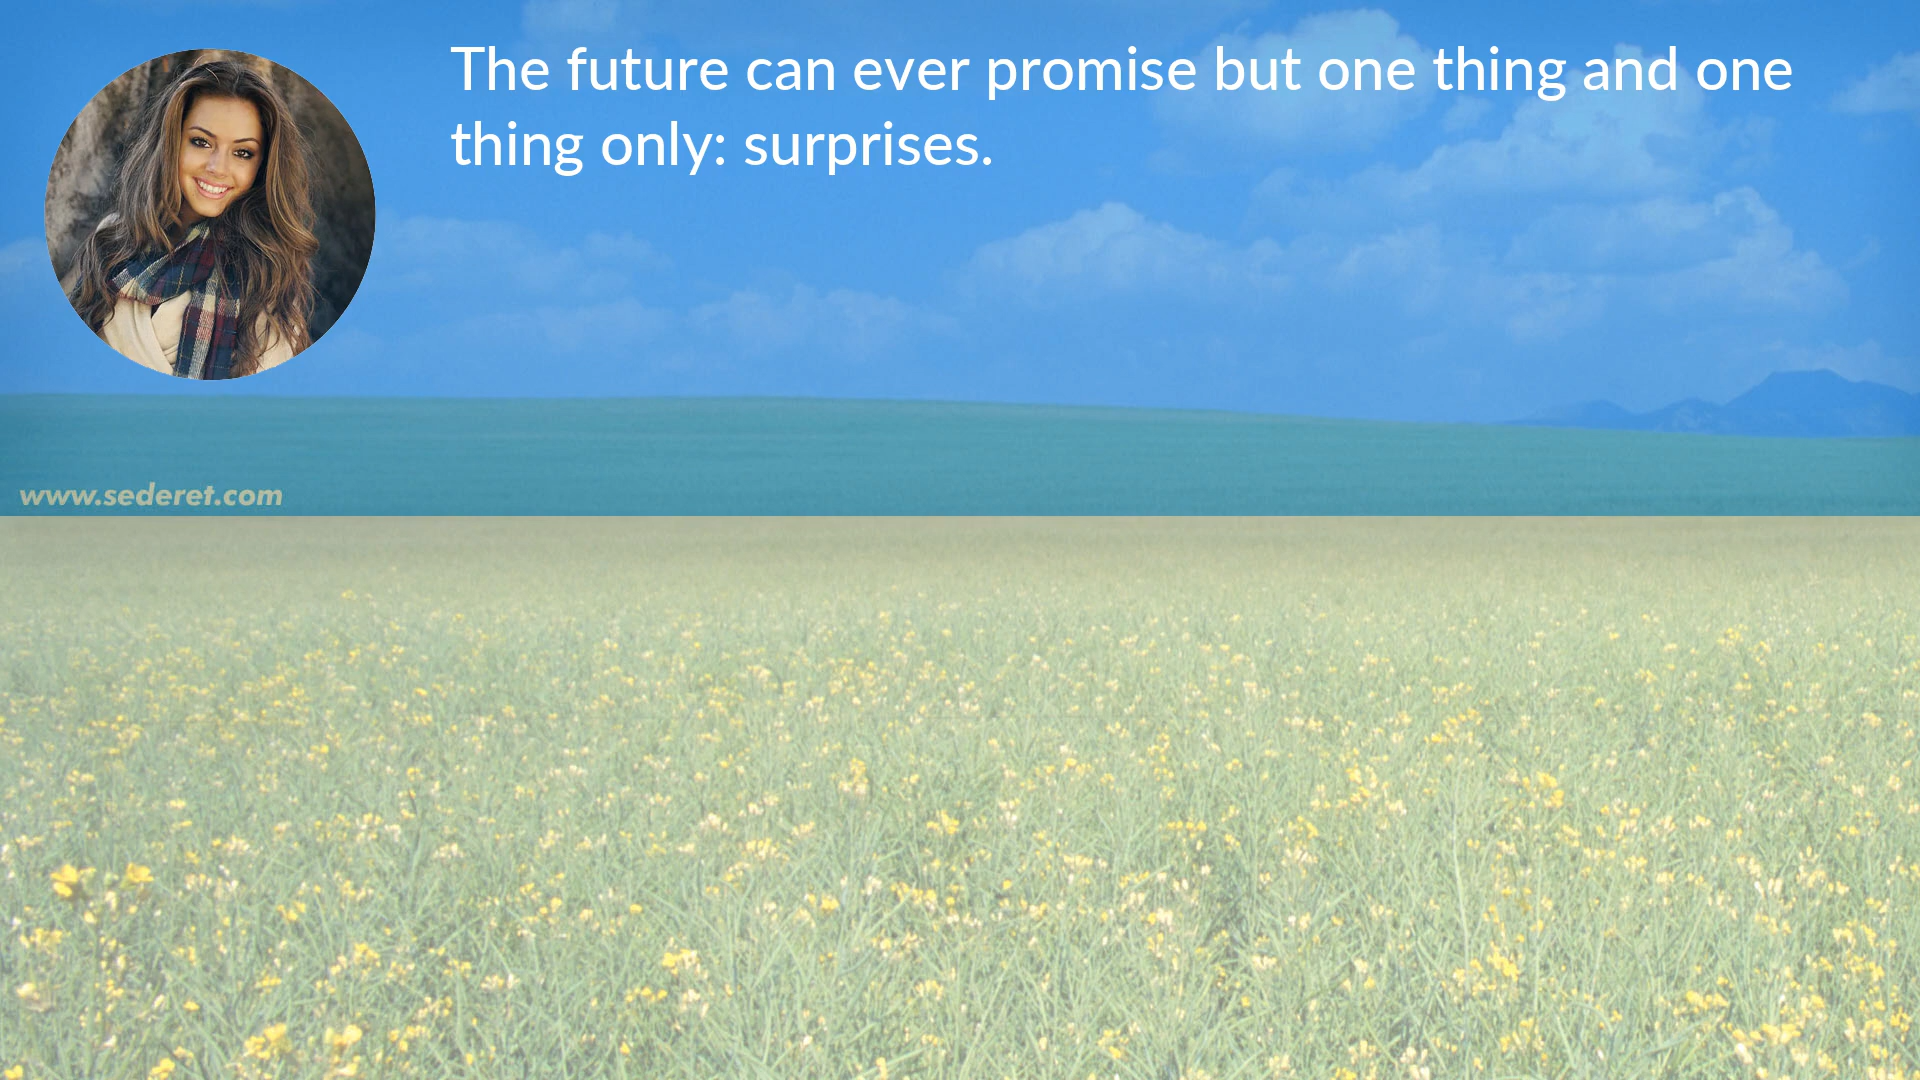 The future can ever promise but one thing and one
thing only: surprises.
www.sederet.com